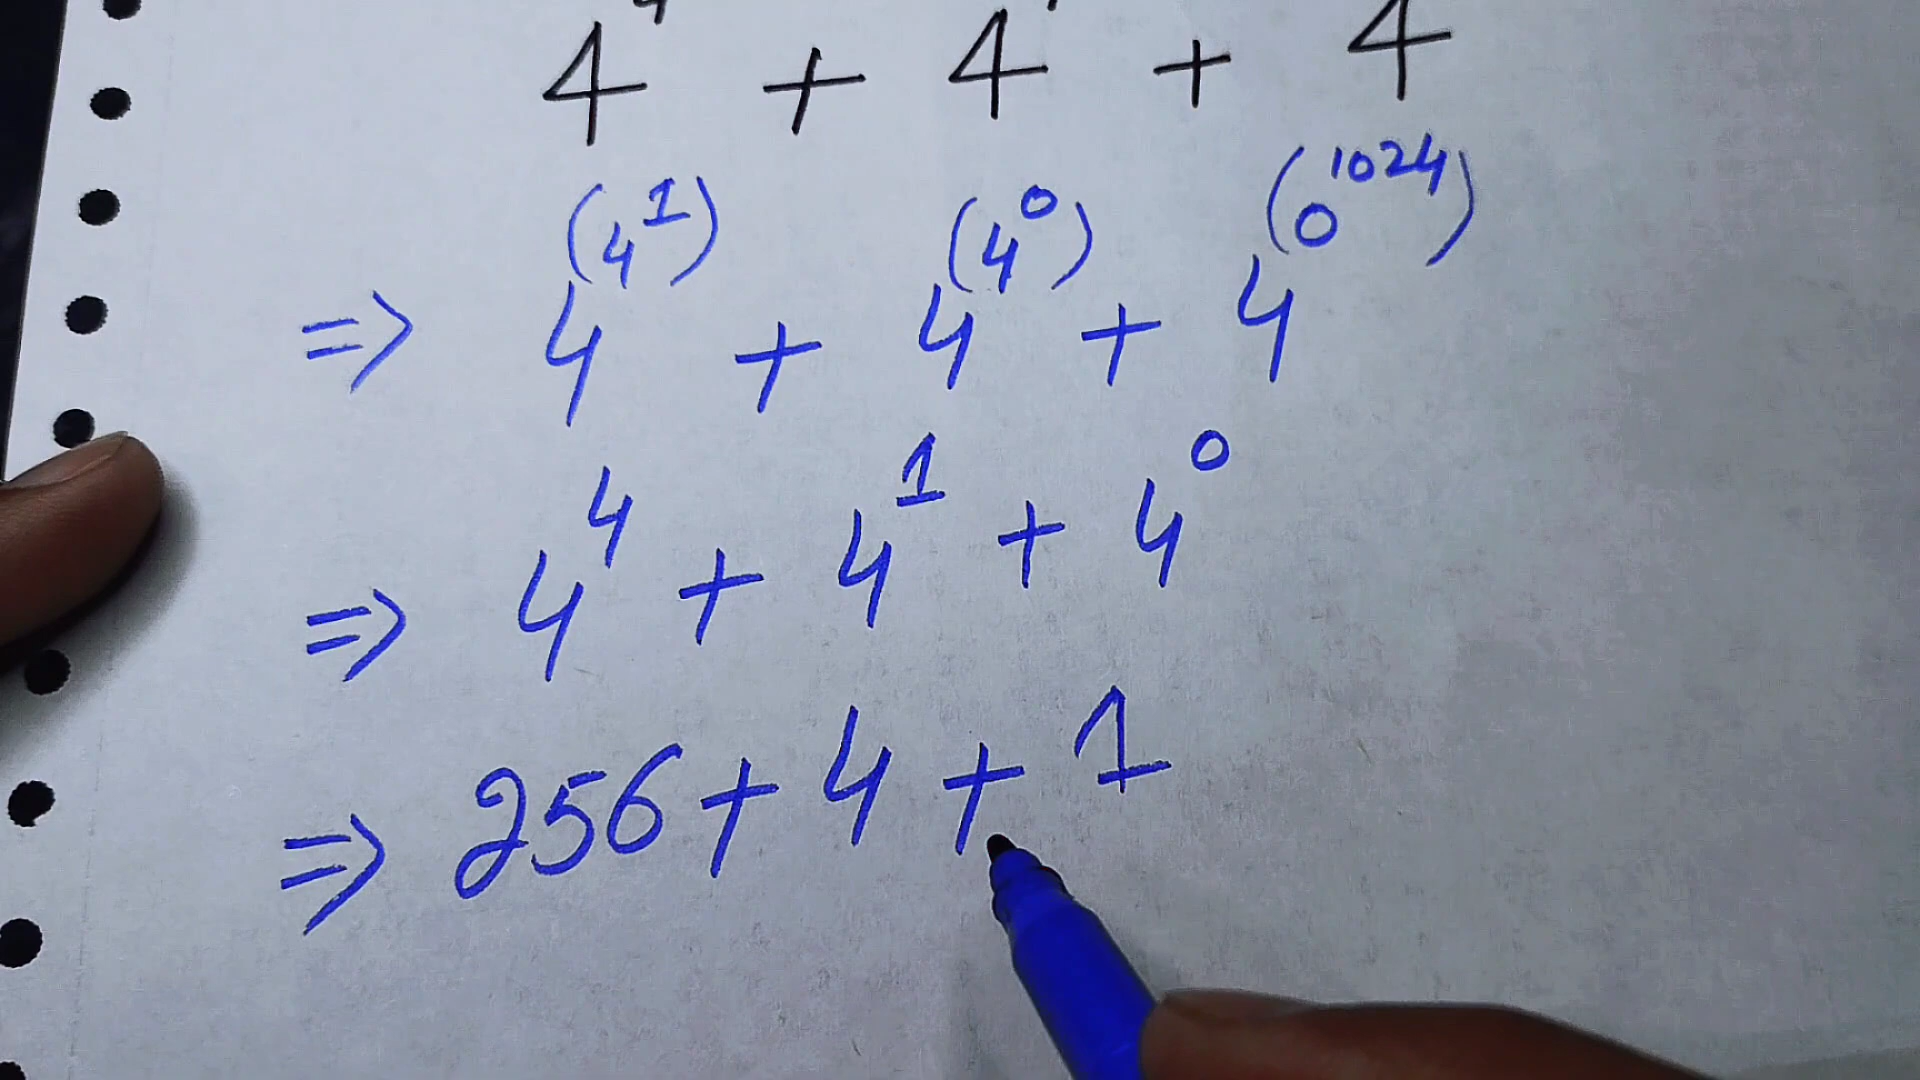 4 + 4 + 4
=> 4^(4^1) + 4^(4^0) + 4^(0^1024)
=> 4^4 + 4^1 + 4^0
=> 256 + 4 + 1